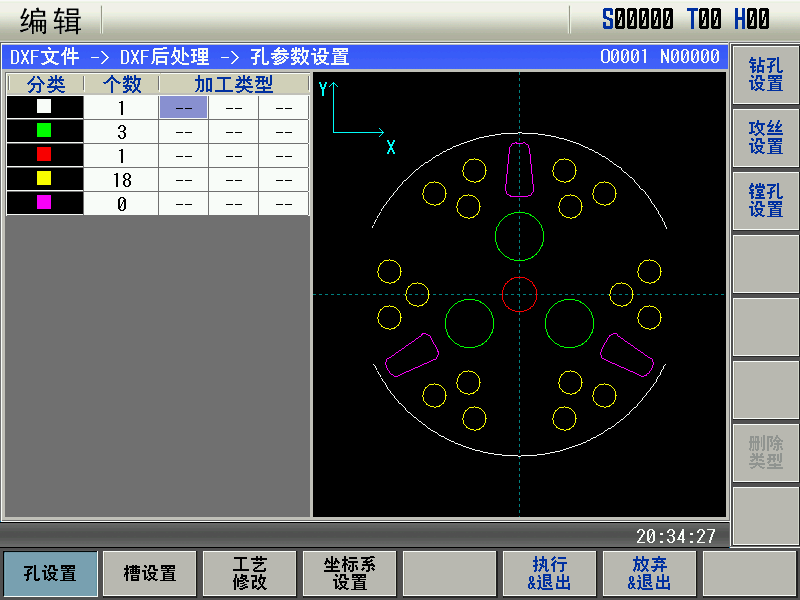 编辑 S00000 T00 H00
DXF文件 -> DXF后处理 -> 孔参数设置 O0001 N00000
分类 个数 加工类型
1 -- -- --
3 -- -- --
1 -- -- --
18 -- -- --
0 -- -- --
Y
X
钻孔
设置
攻丝
设置
镗孔
设置
删除
类型
20:34:27
孔设置
槽设置
工艺
修改
坐标系
设置
执行
&退出
放弃
&退出